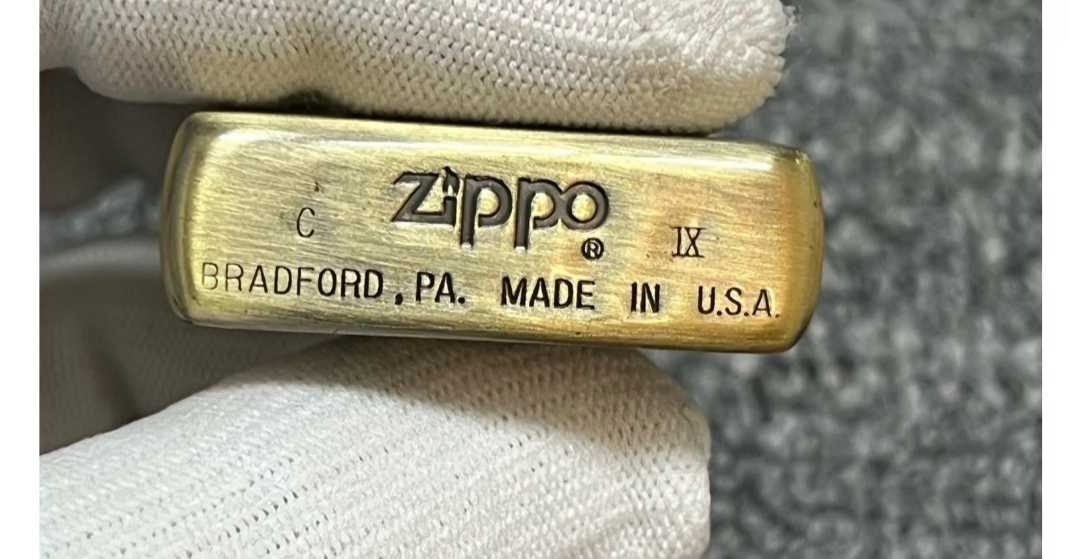 zippo®
C IX
BRADFORD, PA. MADE IN U.S.A.